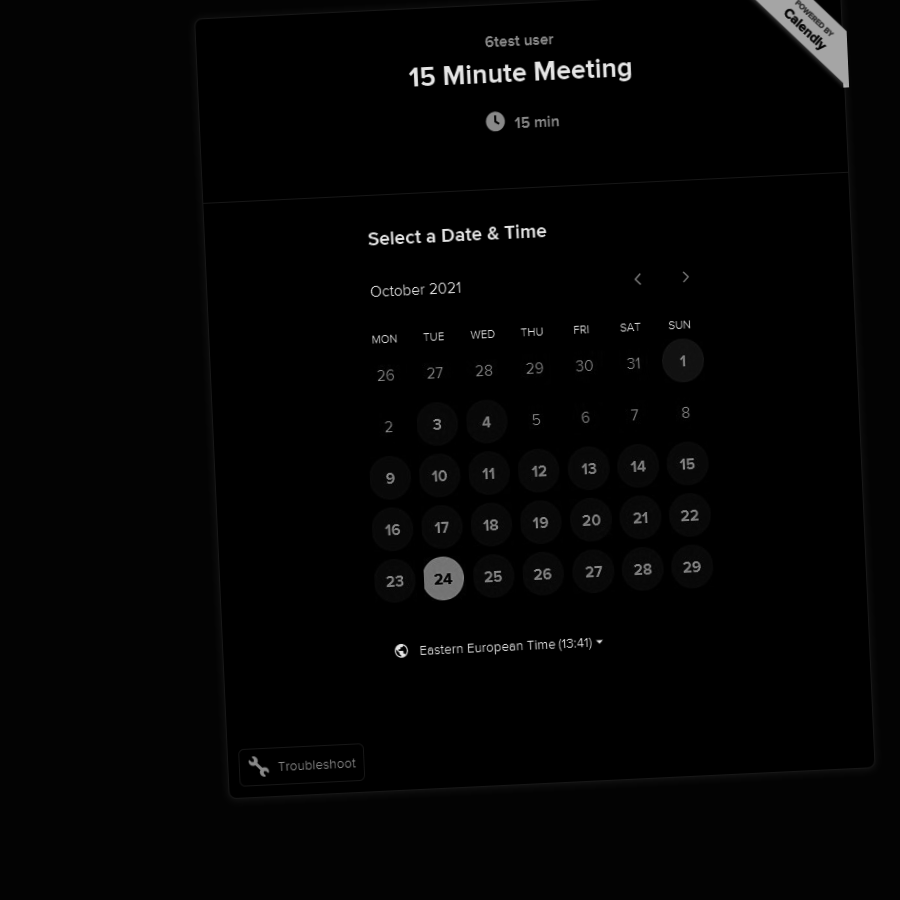 POWERED BY
Calendly
6test user
15 Minute Meeting
15 min
Select a Date & Time
October 2021
MON TUE WED THU FRI SAT SUN
26 27 28 29 30 31 1
2 3 4 5 6 7 8
9 10 11 12 13 14 15
16 17 18 19 20 21 22
23 24 25 26 27 28 29
Eastern European Time (13:41)
Troubleshoot